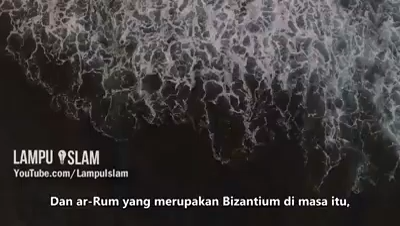 LAMPU ISLAM
YouTube.com/LampuIslam
Dan ar-Rum yang merupakan Bizantium di masa itu,